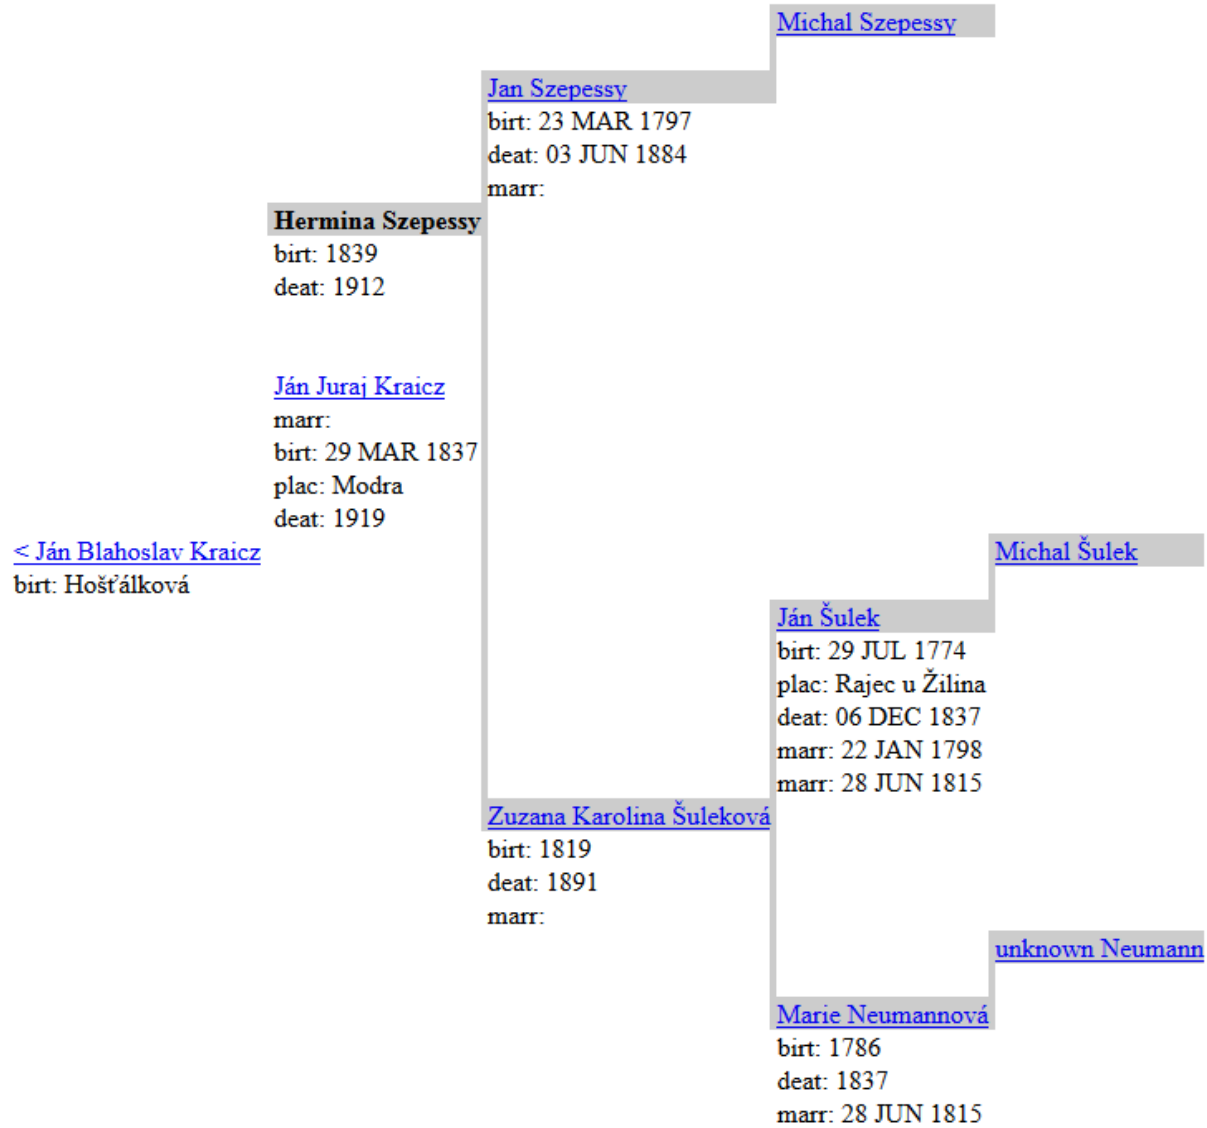 Michal Szepessy
Jan Szepessy
birt: 23 MAR 1797
deat: 03 JUN 1884
marr:
Hermina Szepessy
birt: 1839
deat: 1912
Ján Juraj Kraicz
marr:
birt: 29 MAR 1837
plac: Modra
deat: 1919
< Ján Blahoslav Kraicz
birt: Hošťálková
Michal Šulek
Ján Šulek
birt: 29 JUL 1774
plac: Rajec u Žilina
deat: 06 DEC 1837
marr: 22 JAN 1798
marr: 28 JUN 1815
Zuzana Karolina Šuleková
birt: 1819
deat: 1891
marr:
unknown Neumann
Marie Neumannová
birt: 1786
deat: 1837
marr: 28 JUN 1815